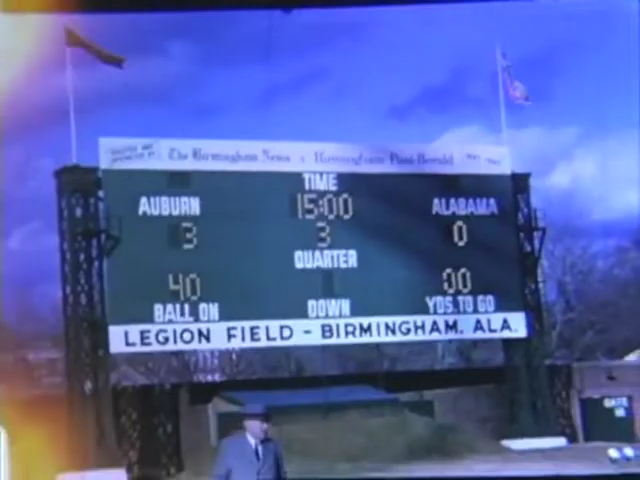 The Birmingham News Birmingham Post-Herald
TIME
AUBURN 15:00 ALABAMA
3 3 0
QUARTER
40 00
BALL ON DOWN YDS. TO GO
LEGION FIELD - BIRMINGHAM, ALA.
GATE